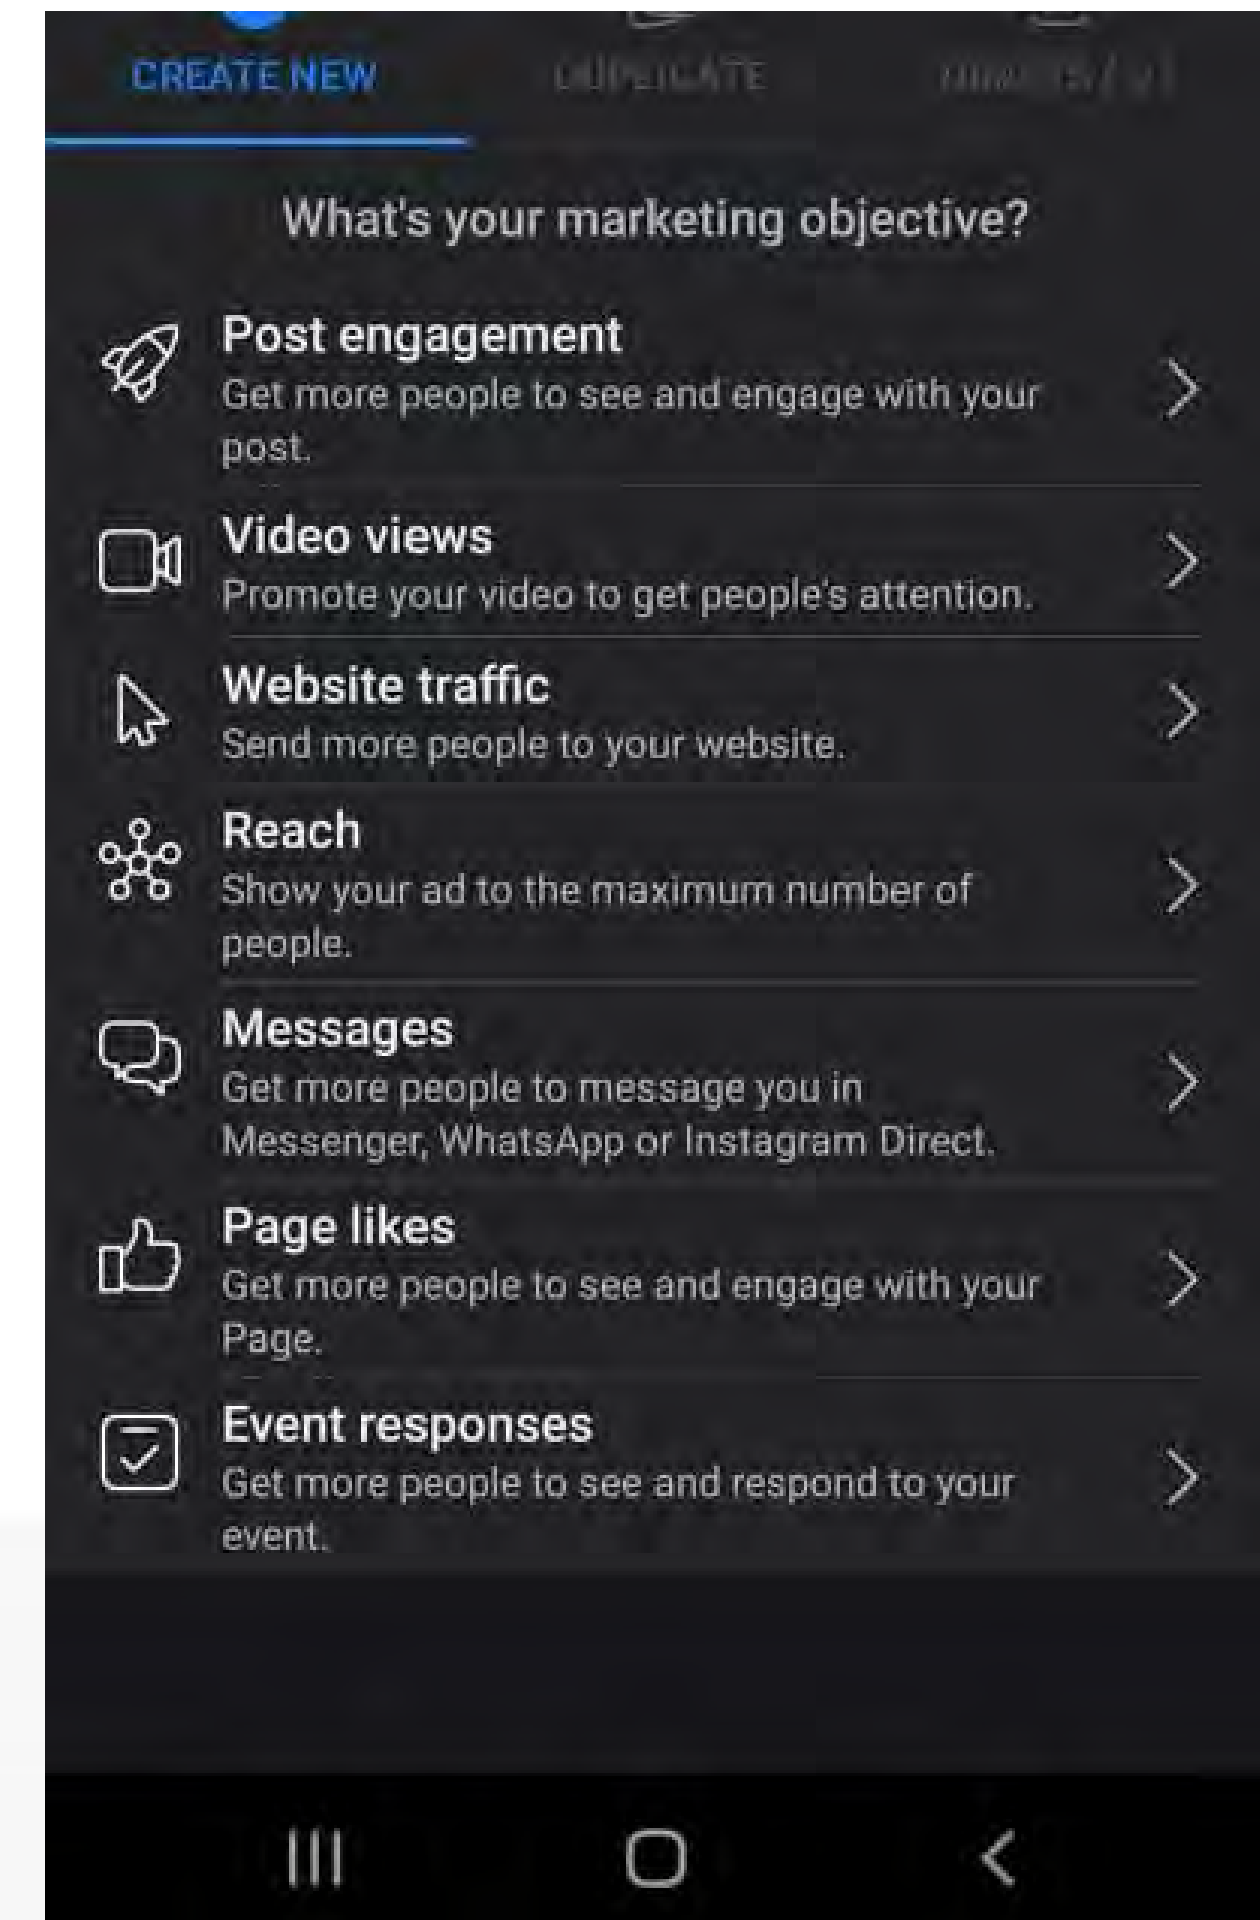 CREATE NEW
DUPLICATE
What's your marketing objective?
Post engagement
Get more people to see and engage with your
post.
Video views
Promote your video to get people's attention.
Website traffic
Send more people to your website.
Reach
Show your ad to the maximum number of
people.
Messages
Get more people to message you in
Messenger, WhatsApp or Instagram Direct.
Page likes
Get more people to see and engage with your
Page.
Event responses
Get more people to see and respond to your
event.